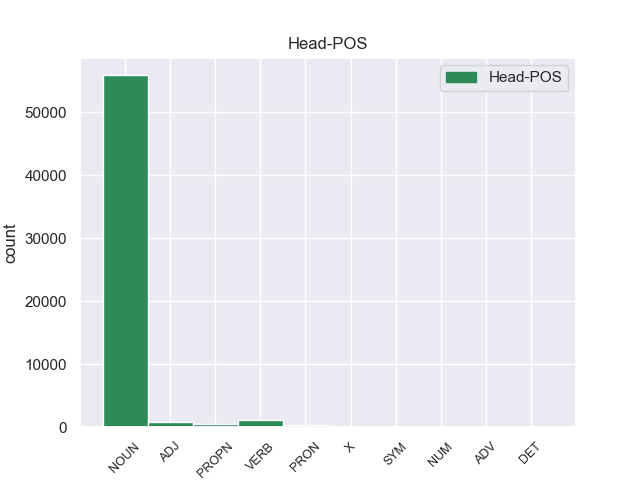 Head-POS
Head-POS
50000
40000
30000
20000
10000
0
count
NOUN
ADJ
PROPN
VERB
PRON
X
SYM
NUM
ADV
DET